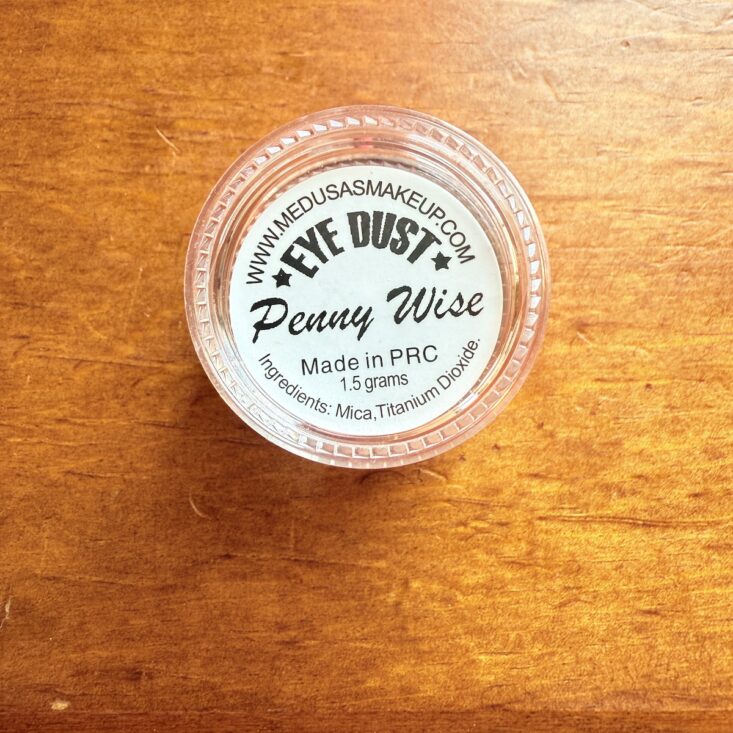 WWW.MEDUSASMAKEUP.COM
★EYE DUST★
Penny Wise
Made in PRC
1.5 grams
Ingredients: Mica,Titanium Dioxide.